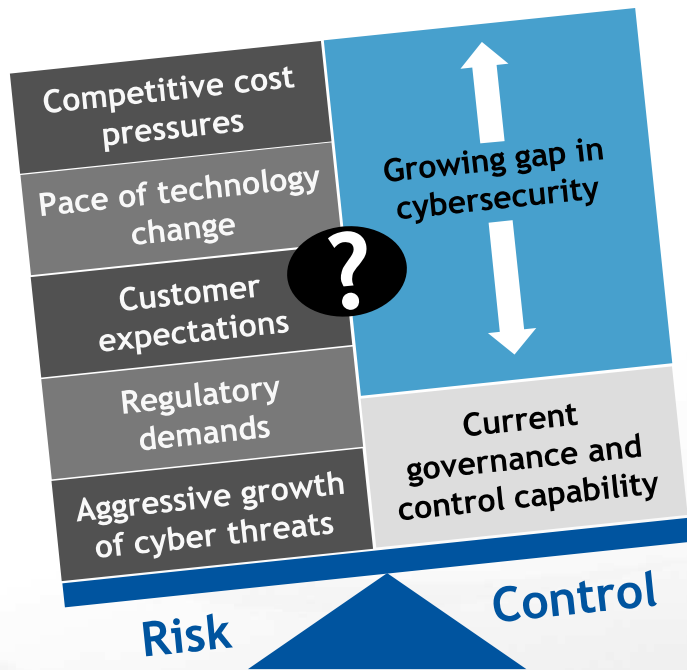 Competitive cost
pressures
Pace of technology
change
Customer
expectations
Regulatory
demands
Aggressive growth
of cyber threats
Growing gap in
cybersecurity
?
Current
governance and
control capability
Risk
Control